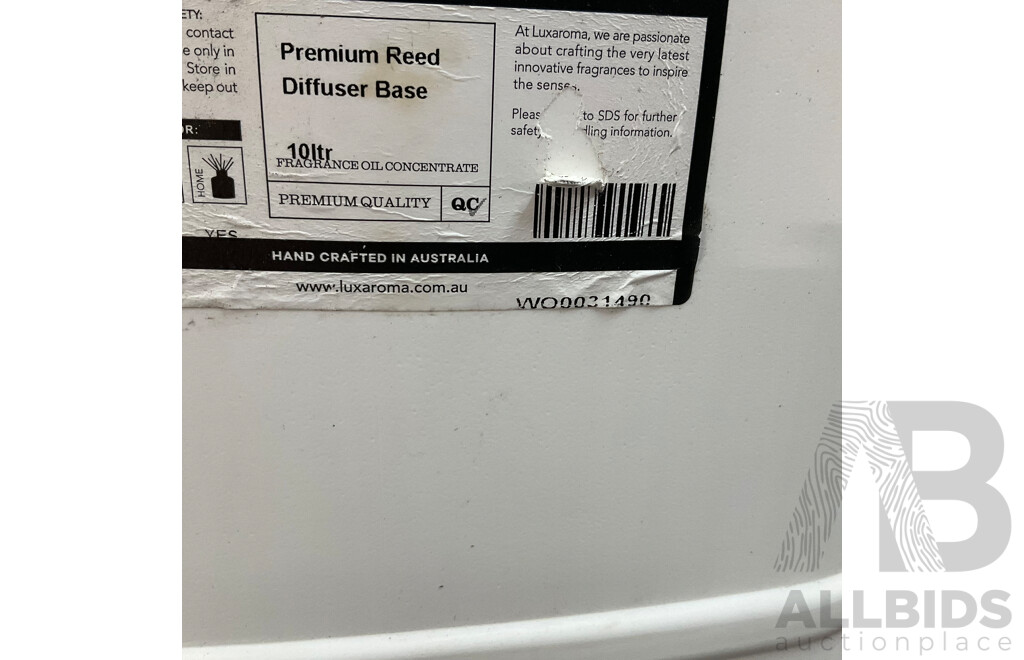 ETY:
contact
e only in
Store in
keep out
OR:
HOME
YES
Premium Reed
Diffuser Base
10ltr
FRAGRANCE OIL CONCENTRATE
PREMIUM QUALITY
QC
At Luxaroma, we are passionate
about crafting the very latest
innovative fragrances to inspire
the senses.
Pleas to SDS for further
safety dling information.
HAND CRAFTED IN AUSTRALIA
www.luxaroma.com.au
WO0031490
AB
ALLBIDS
auctionplace